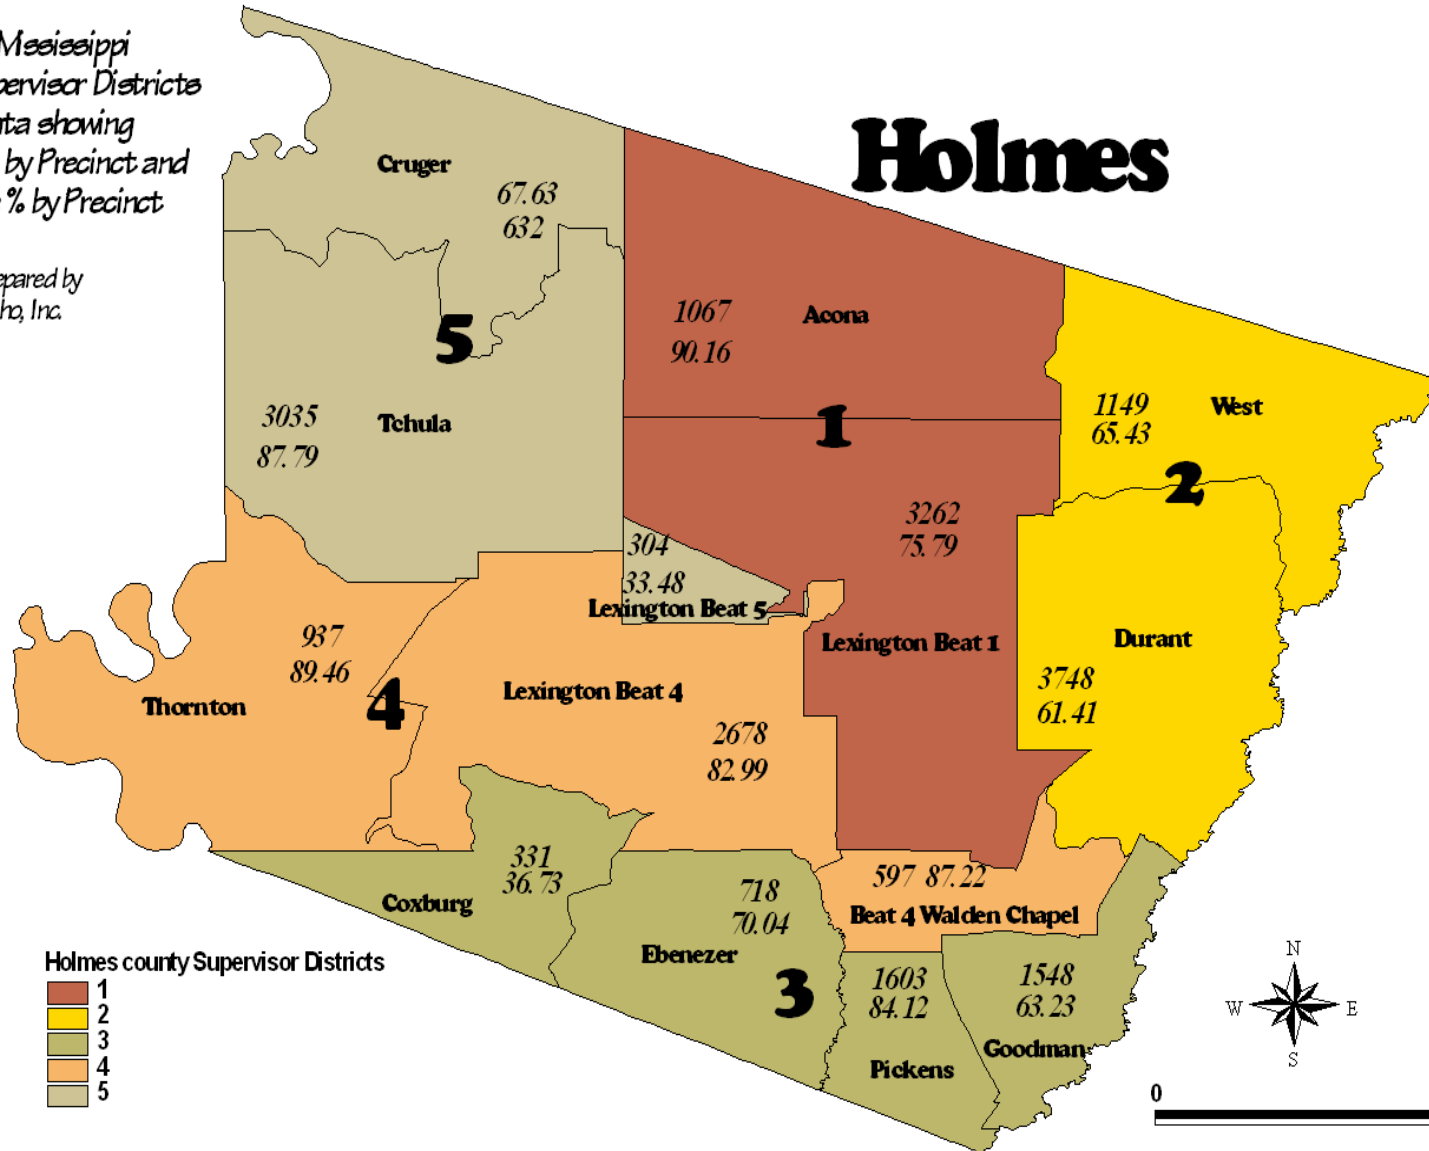 Mississippi
pervisor Districts
ata showing
by Precinct and
% by Precinct
epared by
ho, Inc.
Holmes
Cruger
67.63
632
5
1067
90.16
Acona
3035
87.79
Tchula
1
1149
65.43
West
2
3262
75.79
304
33.48
Lexington Beat 5
Lexington Beat 1
Durant
3748
61.41
937
89.46
Thornton
4
Lexington Beat 4
2678
82.99
331
36.73
Coxburg
718
70.04
Ebenezer
3
597 87.22
Beat 4 Walden Chapel
1603
84.12
Pickens
1548
63.23
Goodman
Holmes county Supervisor Districts
1
2
3
4
5
N
W E
S
0